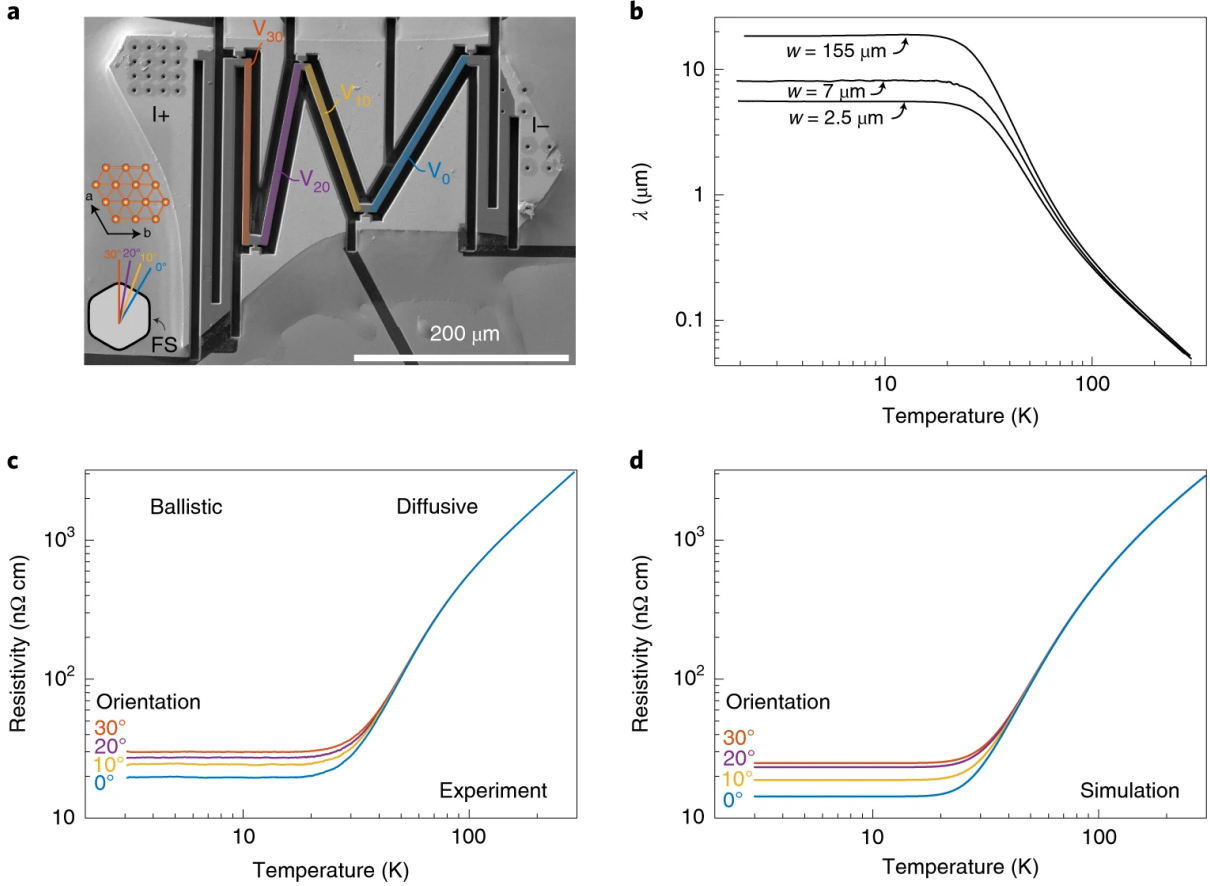 a
V30
V10
V20
V0
I+
I−
a
b
30°
20°
10°
0°
FS
200 μm
b
10
1
0.1
λ (μm)
w = 155 μm
w = 7 μm
w = 2.5 μm
10
100
Temperature (K)
c
Ballistic
Diffusive
10³
10²
10
Resistivity (nΩ cm)
Orientation
30°
20°
10°
0°
Experiment
10
100
Temperature (K)
d
10³
10²
10
Resistivity (nΩ cm)
Orientation
30°
20°
10°
0°
Simulation
10
100
Temperature (K)